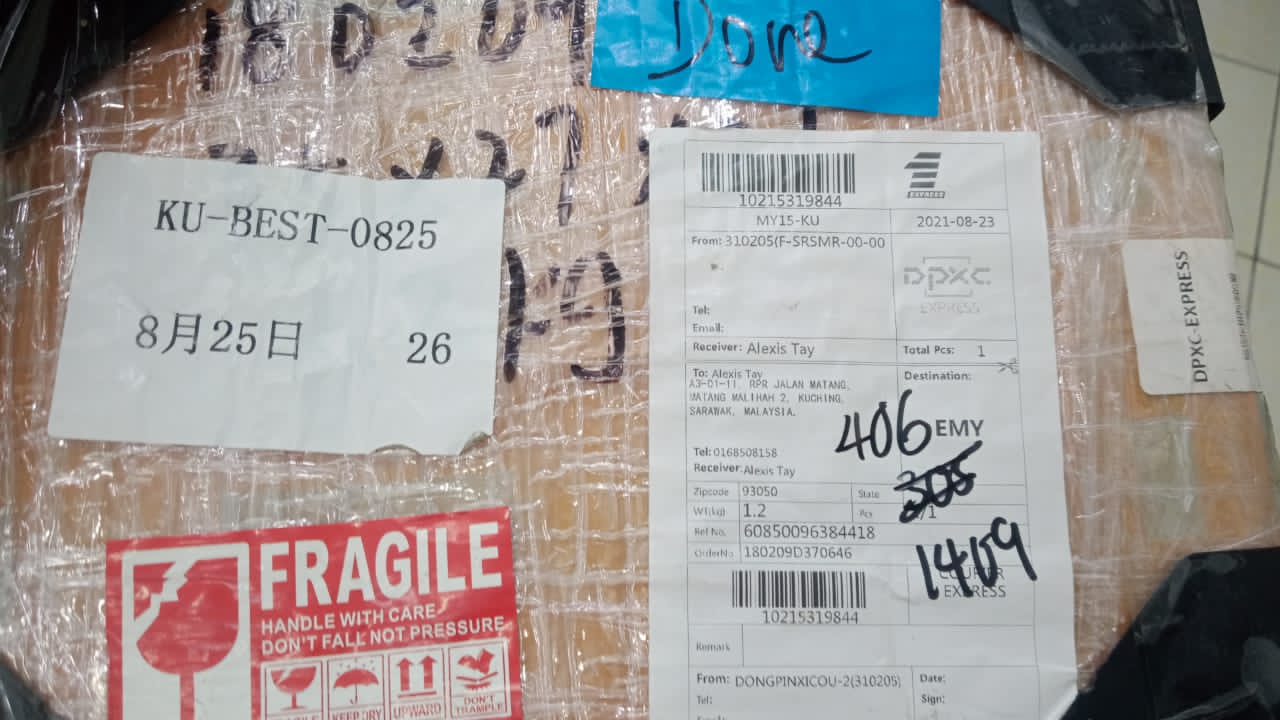 180209
Done
KU-BEST-0825
8月25日 26
10215319844
MY15-KU 2021-08-23
From: 310205(F-SRSMR-00-00
DPXC
EXPRESS
Tel:
Email:
Receiver: Alexis Tay Total Pcs: 1
To: Alexis Tay Destination:
A3-01-11, RPR JALAN MATANG,
MATANG MALIHAH 2, KUCHING,
SARAWAK, MALAYSIA.
406 EMY
Tel: 0168508158
Receiver: Alexis Tay
305
Zipcode 93050 State
Wt(kg) 1.2 Pcs /1
Ref No. 60850096384418
OrderNo 180209D370646
1409
COURIER
EXPRESS
10215319844
Remark
From: DONGPINXICOU-2(310205) Date:
Tel: Sign:
DPXC-EXPRESS
FRAGILE
HANDLE WITH CARE
DON'T FALL NOT PRESSURE
FRAGILE KEEP DRY UPWARD DON'T TRAMPLE